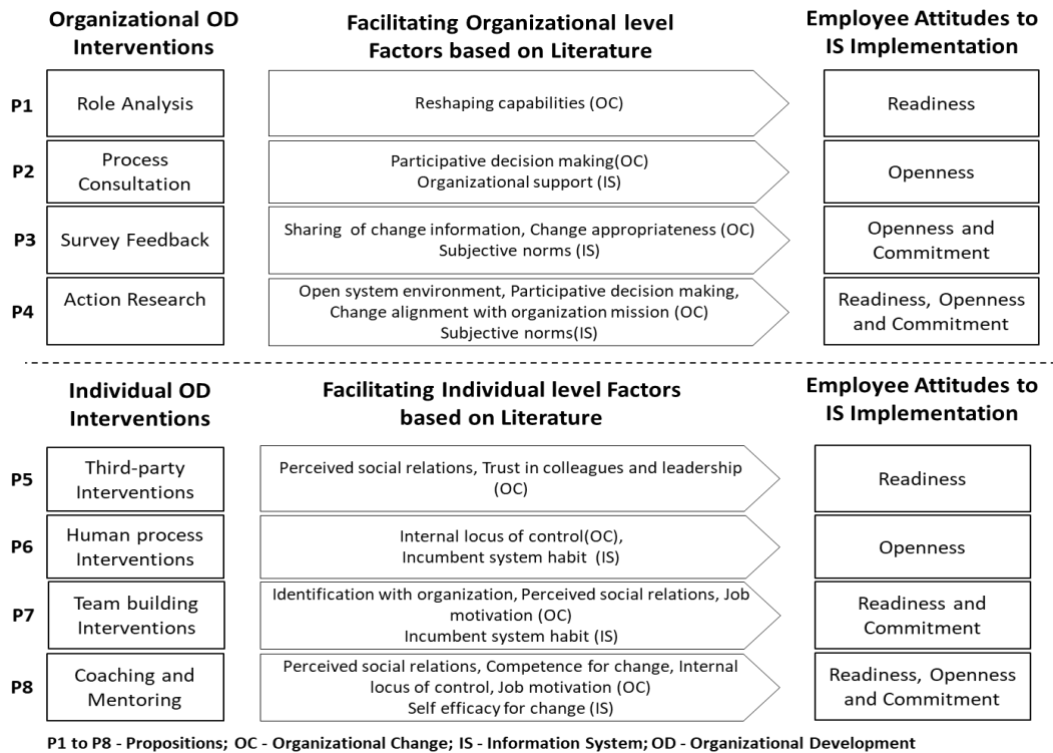 Organizational OD
Interventions
Facilitating Organizational level
Factors based on Literature
Employee Attitudes to
IS Implementation
P1
Role Analysis
Reshaping capabilities (OC)
Readiness
P2
Process
Consultation
Participative decision making(OC)
Organizational support (IS)
Openness
P3
Survey Feedback
Sharing of change information, Change appropriateness (OC)
Subjective norms (IS)
Openness and
Commitment
P4
Action Research
Open system environment, Participative decision making,
Change alignment with organization mission (OC)
Subjective norms(IS)
Readiness, Openness
and Commitment
Individual OD
Interventions
Facilitating Individual level Factors
based on Literature
Employee Attitudes to
IS Implementation
P5
Third-party
Interventions
Perceived social relations, Trust in colleagues and leadership
(OC)
Readiness
P6
Human process
Interventions
Internal locus of control(OC),
Incumbent system habit (IS)
Openness
P7
Team building
Interventions
Identification with organization, Perceived social relations, Job
motivation (OC)
Incumbent system habit (IS)
Readiness and
Commitment
P8
Coaching and
Mentoring
Perceived social relations, Competence for change, Internal
locus of control, Job motivation (OC)
Self efficacy for change (IS)
Readiness, Openness
and Commitment
P1 to P8 - Propositions; OC - Organizational Change; IS - Information System; OD - Organizational Development